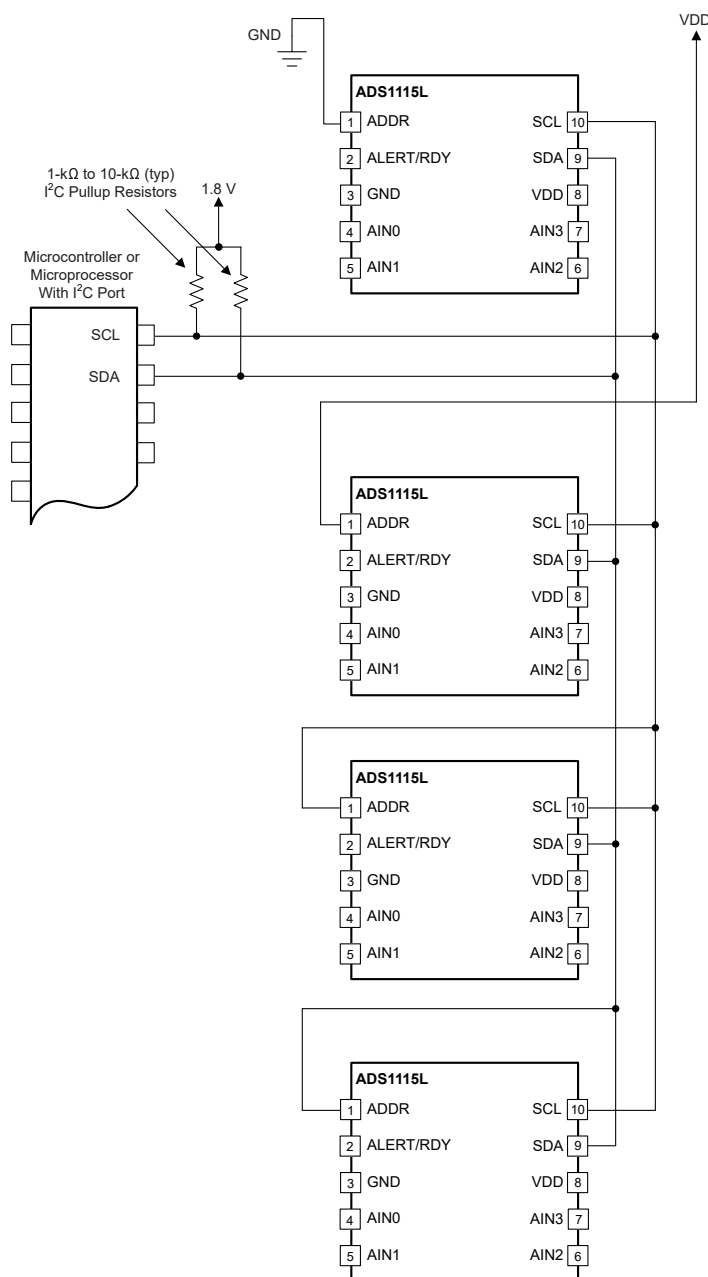 GND
VDD
ADS1115L
1 ADDR SCL 10
2 ALERT/RDY SDA 9
3 GND VDD 8
4 AIN0 AIN3 7
5 AIN1 AIN2 6
1-kΩ to 10-kΩ (typ)
I²C Pullup Resistors
1.8 V
Microcontroller or
Microprocessor
With I²C Port
SCL
SDA
ADS1115L
1 ADDR SCL 10
2 ALERT/RDY SDA 9
3 GND VDD 8
4 AIN0 AIN3 7
5 AIN1 AIN2 6
ADS1115L
1 ADDR SCL 10
2 ALERT/RDY SDA 9
3 GND VDD 8
4 AIN0 AIN3 7
5 AIN1 AIN2 6
ADS1115L
1 ADDR SCL 10
2 ALERT/RDY SDA 9
3 GND VDD 8
4 AIN0 AIN3 7
5 AIN1 AIN2 6